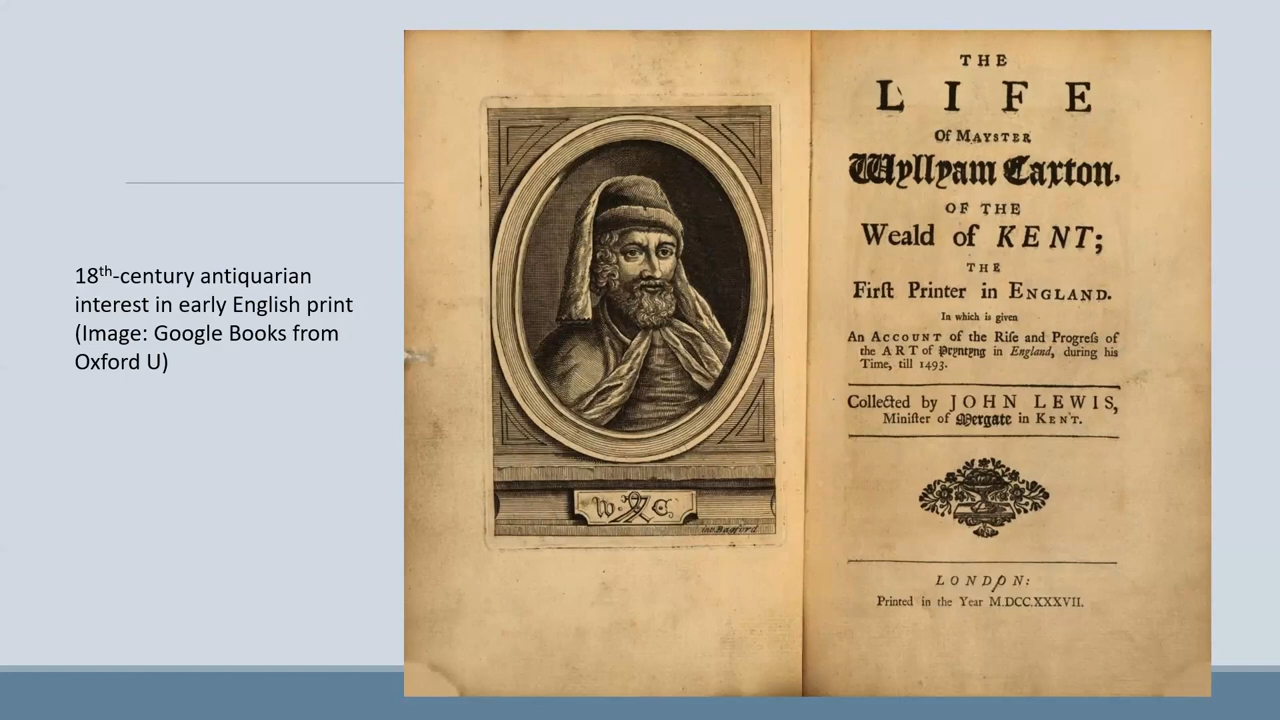 18th-century antiquarian
interest in early English print
(Image: Google Books from
Oxford U)
W. C.
Bagford
THE
LIFE
Of MAYSTER
Wyllyam Caxton,
OF THE
Weald of KENT;
THE
Firſt Printer in ENGLAND.
In which is given
An ACCOUNT of the Riſe and Progreſs of
the ART of Pryntyng in England, during his
Time, till 1493.
Collected by JOHN LEWIS,
Miniſter of Mergate in KENT.
LONDON:
Printed in the Year M.DCC.XXXVII.